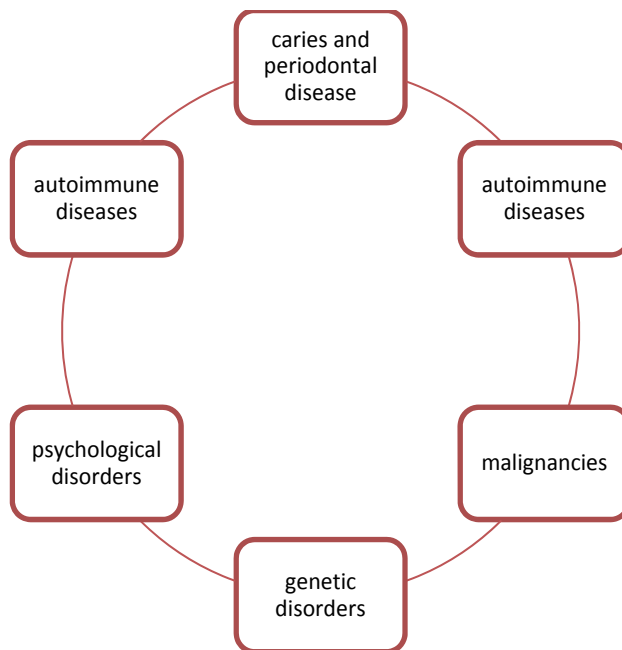 caries and
periodontal
disease
autoimmune
diseases
autoimmune
diseases
psychological
disorders
malignancies
genetic
disorders